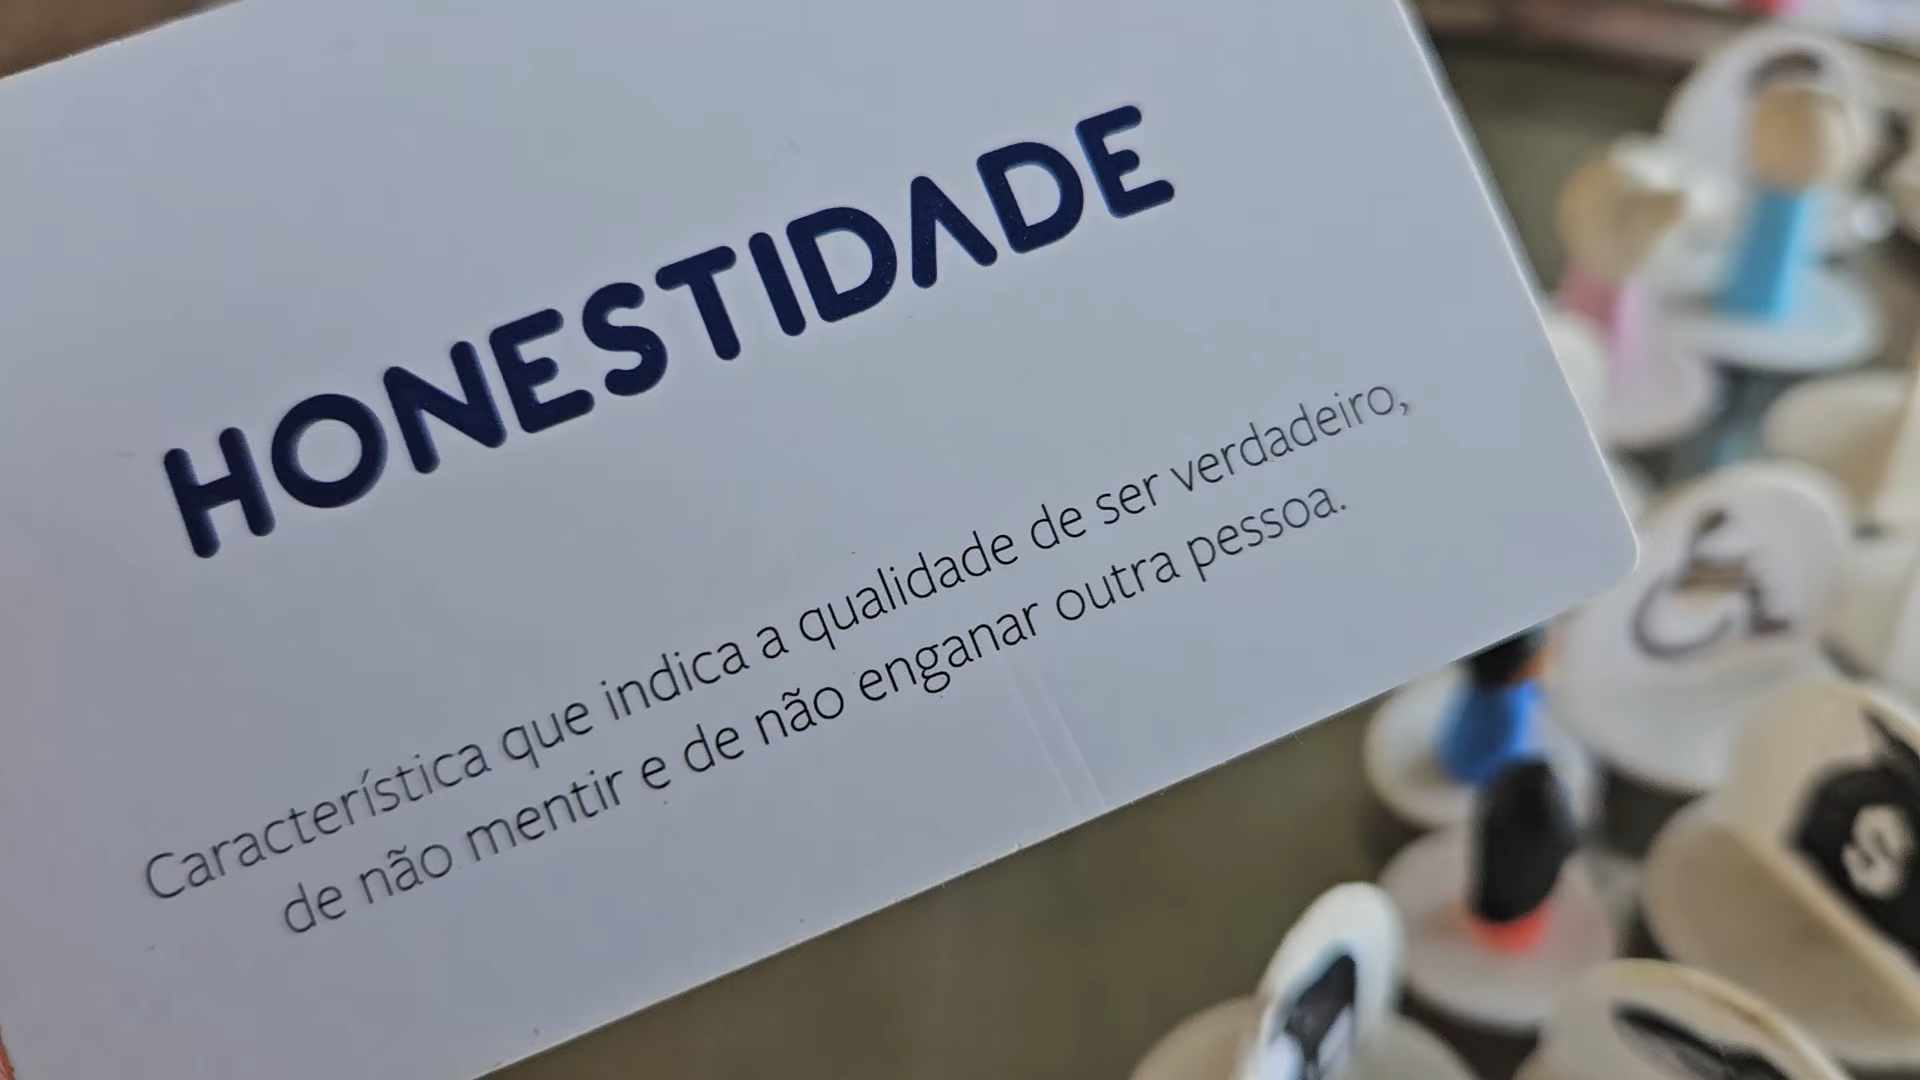 HONESTIDADE
Característica que indica a qualidade de ser verdadeiro,
de não mentir e de não enganar outra pessoa.
S